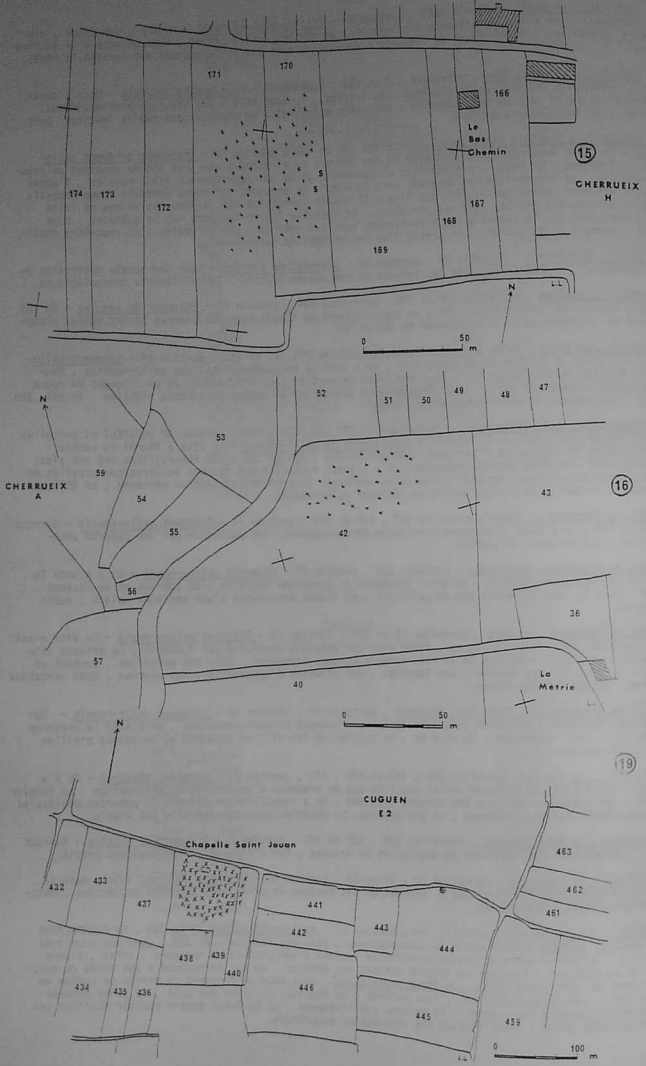 171
170
166
Le
Bas
Chemin
15
CHERRUEIX
H
S
S
174
173
172
169
168
167
N
L.L
0 50
m
N
52
51
50
49
48
47
53
59
CHERRUEIX
A
54
55
42
43
16
56
36
57
40
La
Métrie
L.L
0 50
m
N
19
CUGUEN
E 2
Chapelle Saint Jouan
463
432
433
437
462
441
461
442
443
444
438
439
440
434
435
436
446
445
459
L.L
0 100
m